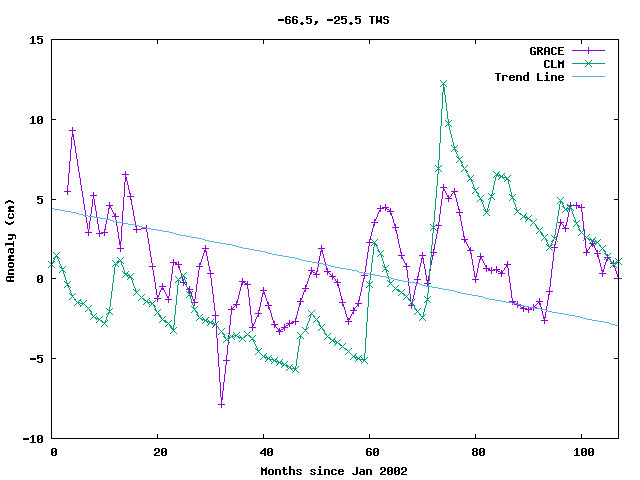 -66.5, -25.5 TWS
GRACE
CLM
Trend Line
15
10
5
0
-5
-10
Anomaly (cm)
0 20 40 60 80 100
Months since Jan 2002